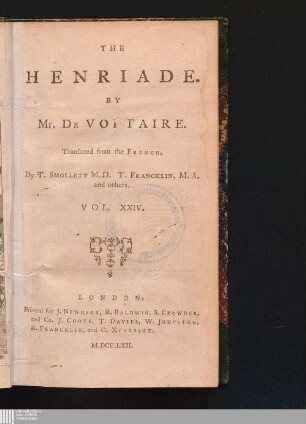 THE
HENRIADE.
BY
Mr. DE VOLTAIRE.
Translated from the FRENCH.
By T. SMOLLETT M.D. T. FRANCKLIN, M. A.
and others.
VOL. XXIV.
LONDON:
Printed for J. NEWBERY, R. BALDWIN, S. CROWDER,
and Co. J. COOTE, T. DAVIES, W. JOHNSTON,
R. FRANCKLIN, and G. KEARSLEY.
M.DCC.LXII.